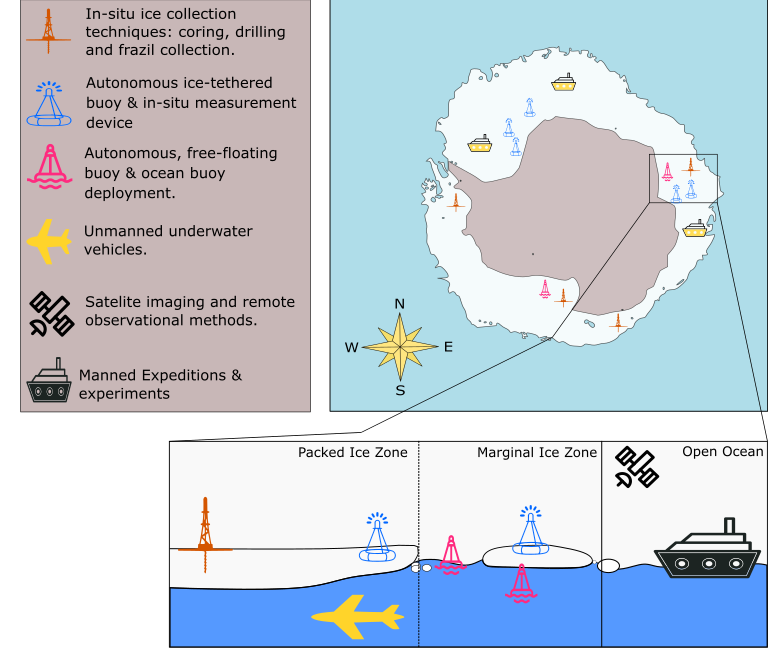 In-situ ice collection
techniques: coring, drilling
and frazil collection.
Autonomous ice-tethered
buoy & in-situ measurement
device
Autonomous, free-floating
buoy & ocean buoy
deployment.
Unmanned underwater
vehicles.
Satelite imaging and remote
observational methods.
Manned Expeditions &
experiments
N
W
E
S
Packed Ice Zone
Marginal Ice Zone
Open Ocean